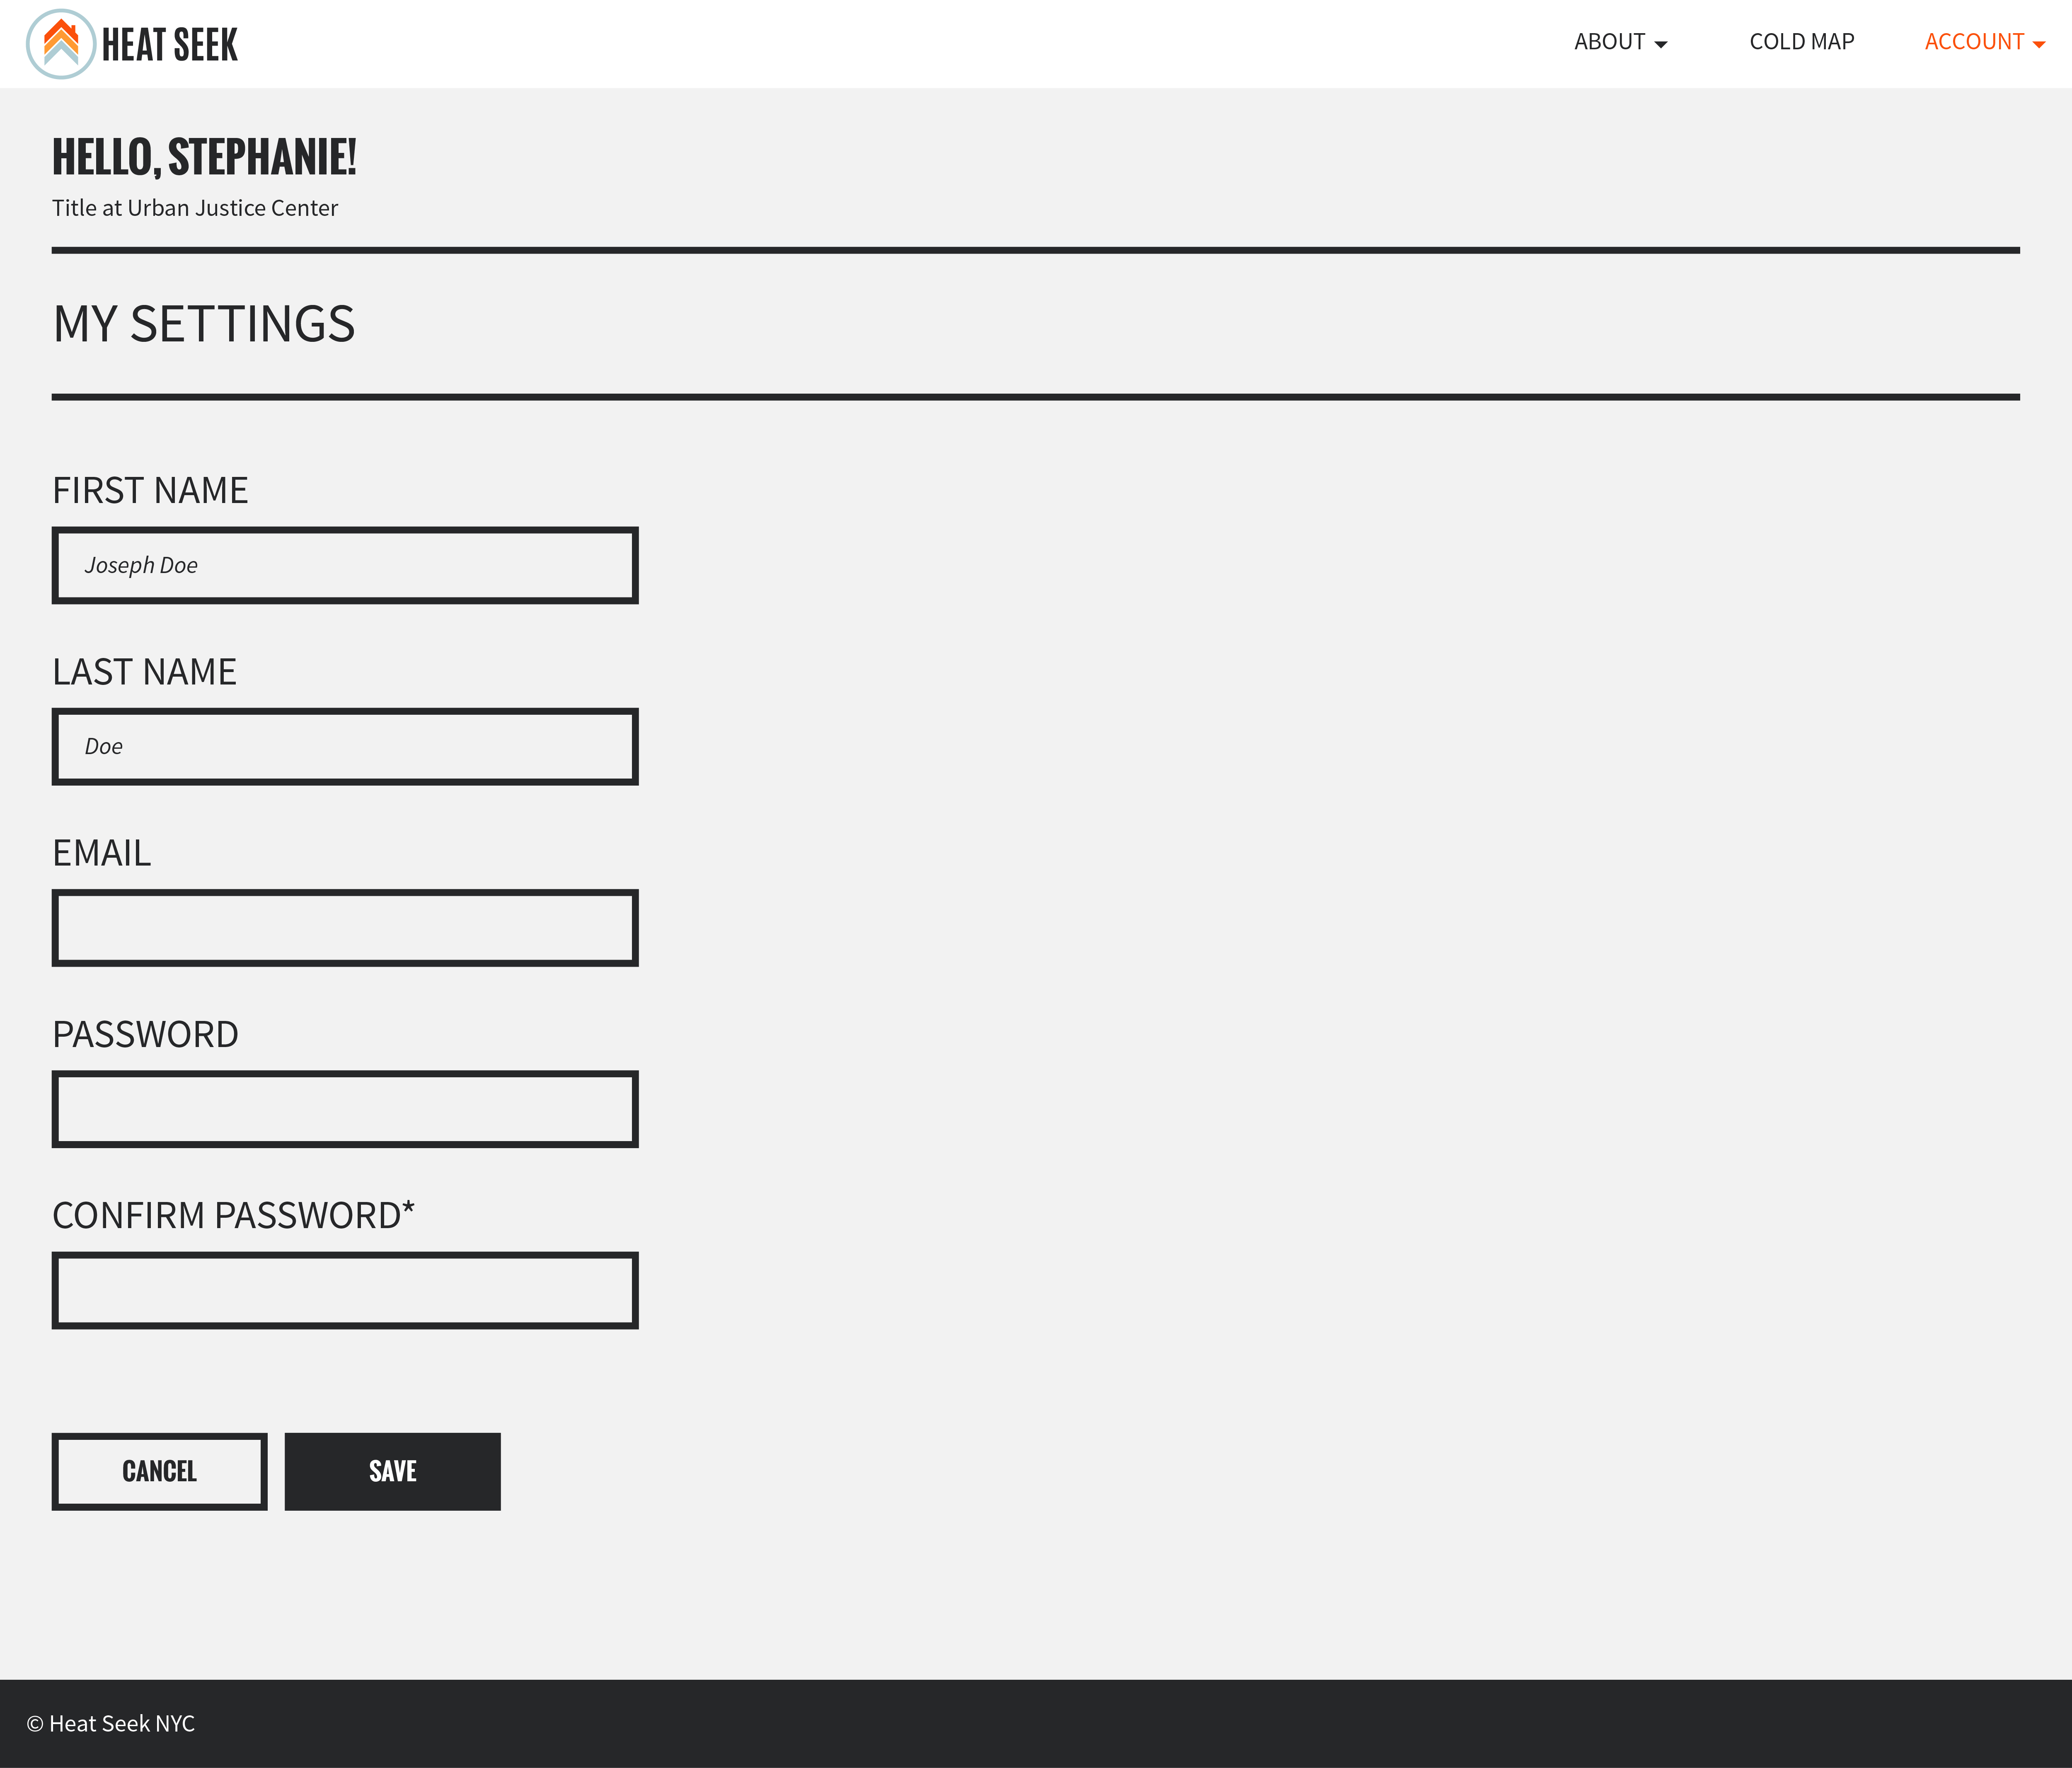 HEAT SEEK
ABOUT
COLD MAP
ACCOUNT
HELLO, STEPHANIE!
Title at Urban Justice Center
MY SETTINGS
FIRST NAME
Joseph Doe
LAST NAME
Doe
EMAIL
PASSWORD
CONFIRM PASSWORD*
CANCEL
SAVE
© Heat Seek NYC